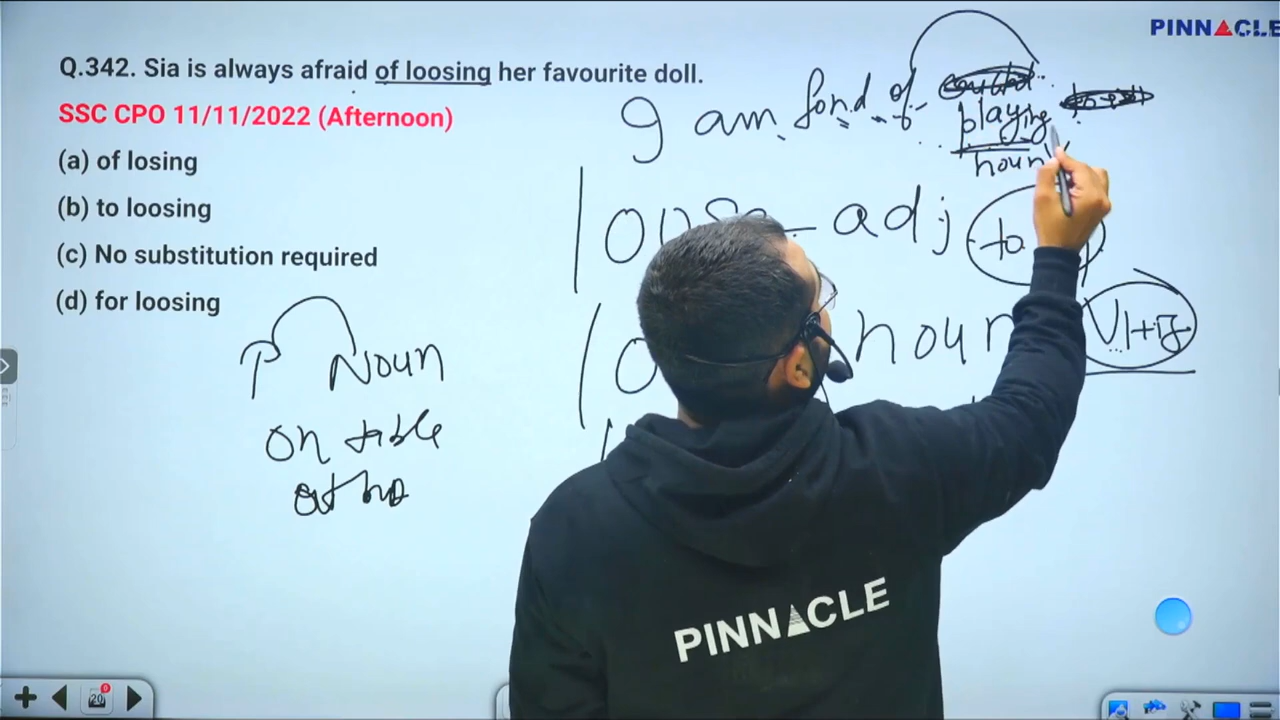 PINNACLE
Q.342. Sia is always afraid of loosing her favourite doll.
SSC CPO 11/11/2022 (Afternoon)
(a) of losing
(b) to loosing
(c) No substitution required
(d) for loosing
I am fond of
playing
noun
adj
noun
V1+ing
P Noun
on table
PINNACLE
20